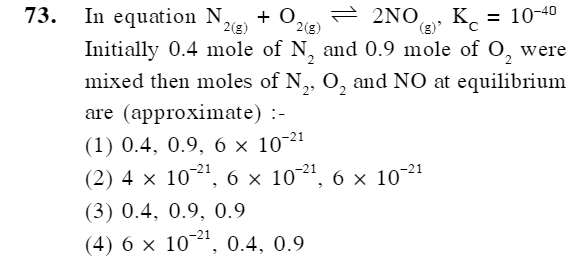 73. In equation N₂₍g₎ + O₂₍g₎ ⇌ 2NO₍g₎, K_C = 10⁻⁴⁰
Initially 0.4 mole of N₂ and 0.9 mole of O₂ were
mixed then moles of N₂, O₂ and NO at equilibrium
are (approximate) :-
(1) 0.4, 0.9, 6 × 10⁻²¹
(2) 4 × 10⁻²¹, 6 × 10⁻²¹, 6 × 10⁻²¹
(3) 0.4, 0.9, 0.9
(4) 6 × 10⁻²¹, 0.4, 0.9